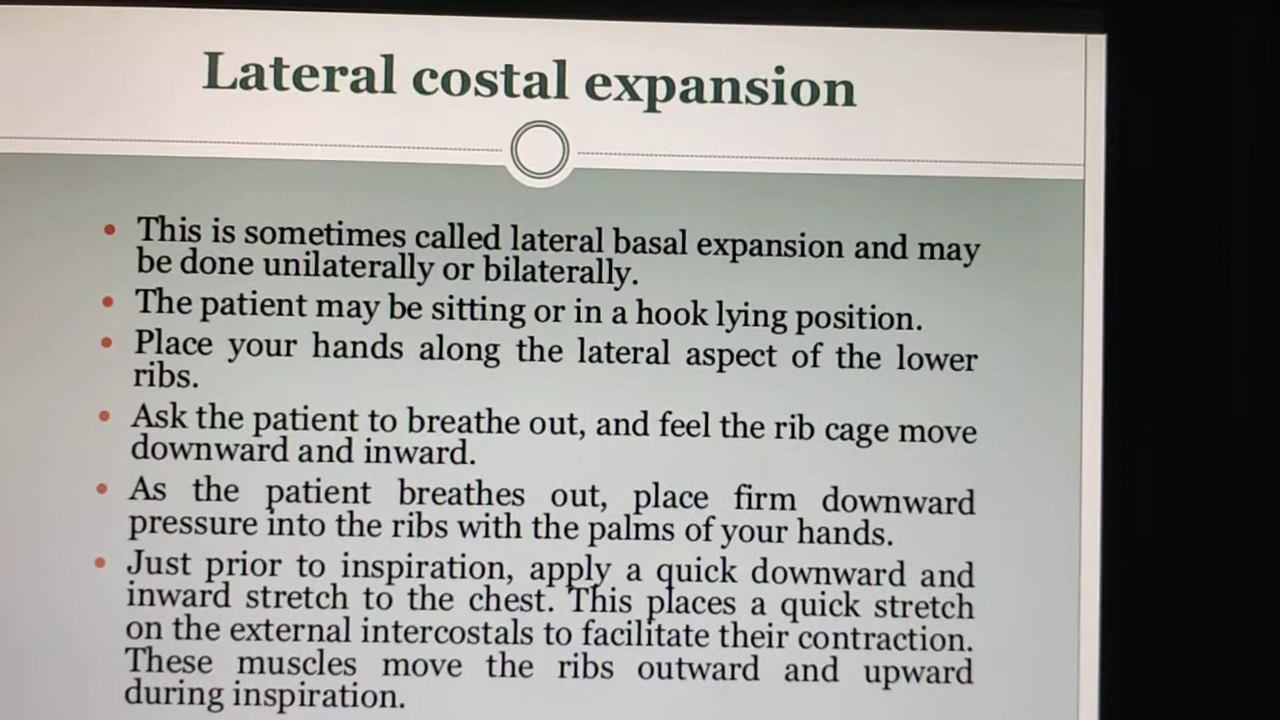 Lateral costal expansion
• This is sometimes called lateral basal expansion and may
be done unilaterally or bilaterally.
• The patient may be sitting or in a hook lying position.
• Place your hands along the lateral aspect of the lower
ribs.
• Ask the patient to breathe out, and feel the rib cage move
downward and inward.
• As the patient breathes out, place firm downward
pressure into the ribs with the palms of your hands.
• Just prior to inspiration, apply a quick downward and
inward stretch to the chest. This places a quick stretch
on the external intercostals to facilitate their contraction.
These muscles move the ribs outward and upward
during inspiration.